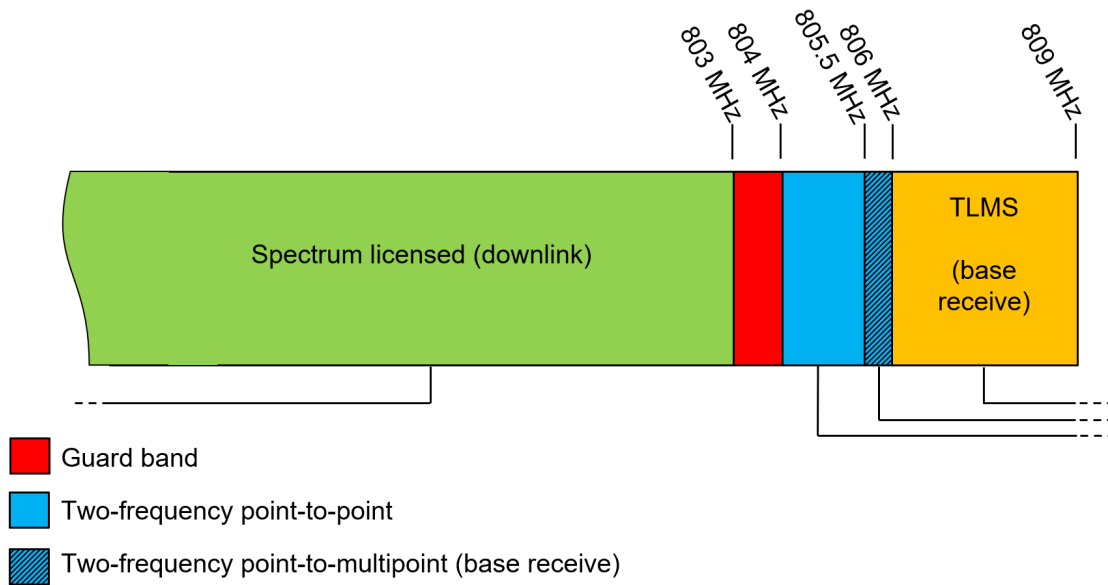 803 MHz
804 MHz
805.5 MHz
806 MHz
809 MHz
Spectrum licensed (downlink)
TLMS
(base
receive)
Guard band
Two-frequency point-to-point
Two-frequency point-to-multipoint (base receive)